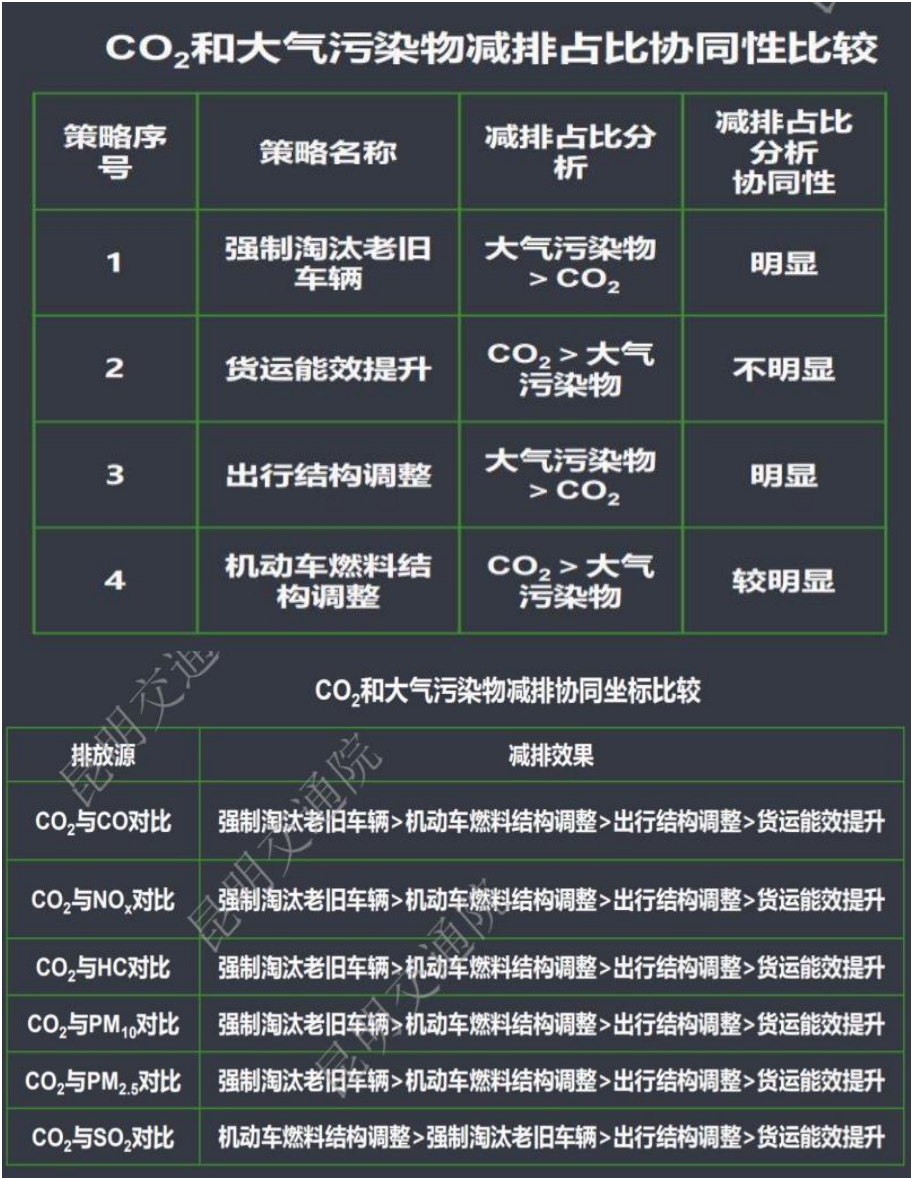 CO₂和大气污染物减排占比协同性比较
策略序号 策略名称 减排占比分析 减排占比分析协同性
1 强制淘汰老旧车辆 大气污染物 > CO₂ 明显
2 货运能效提升 CO₂ > 大气污染物 不明显
3 出行结构调整 大气污染物 > CO₂ 明显
4 机动车燃料结构调整 CO₂ > 大气污染物 较明显
CO₂和大气污染物减排协同坐标比较
排放源 减排效果
CO₂与CO对比 强制淘汰老旧车辆>机动车燃料结构调整>出行结构调整>货运能效提升
CO₂与NOₓ对比 强制淘汰老旧车辆>机动车燃料结构调整>出行结构调整>货运能效提升
CO₂与HC对比 强制淘汰老旧车辆>机动车燃料结构调整>出行结构调整>货运能效提升
CO₂与PM₁₀对比 强制淘汰老旧车辆>机动车燃料结构调整>出行结构调整>货运能效提升
CO₂与PM₂.₅对比 强制淘汰老旧车辆>机动车燃料结构调整>出行结构调整>货运能效提升
CO₂与SO₂对比 机动车燃料结构调整>强制淘汰老旧车辆>出行结构调整>货运能效提升
昆明交通
昆明交通院
昆明交通院